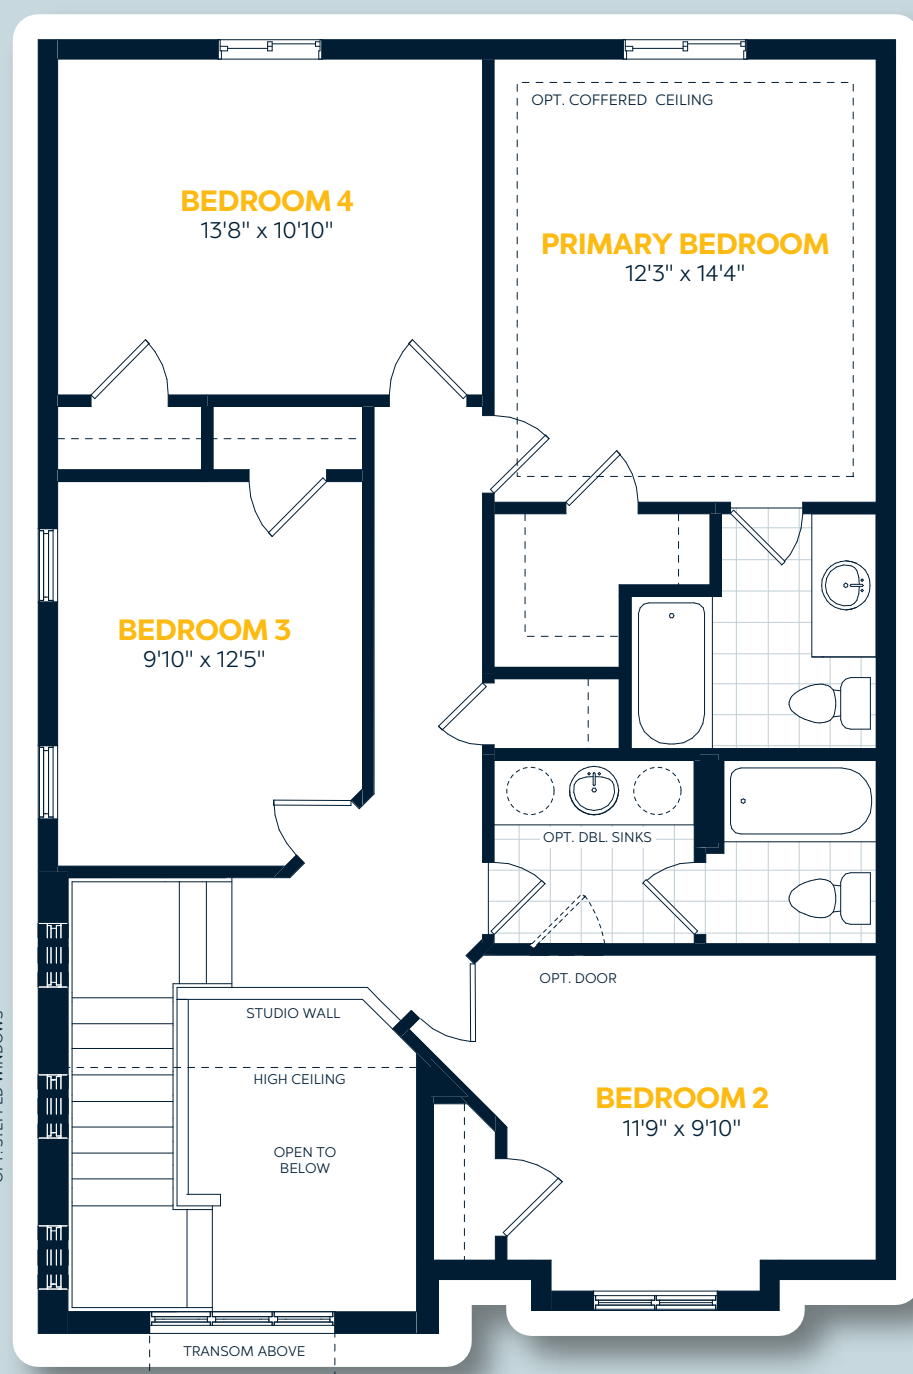 OPT. COFFERED CEILING
BEDROOM 4
13'8" x 10'10"
PRIMARY BEDROOM
12'3" x 14'4"
BEDROOM 3
9'10" x 12'5"
OPT. DBL. SINKS
OPT. DOOR
STUDIO WALL
HIGH CEILING
OPEN TO
BELOW
BEDROOM 2
11'9" x 9'10"
TRANSOM ABOVE